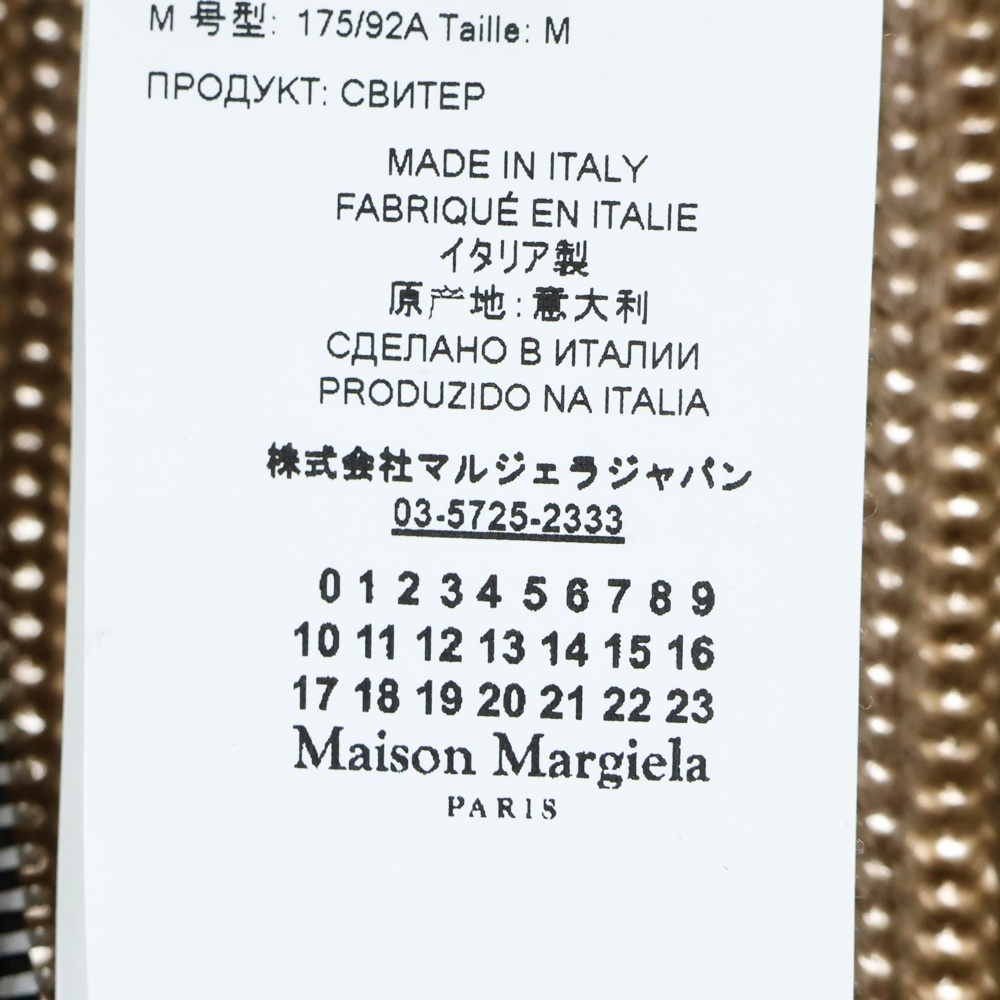 M 号型: 175/92A Taille: M
ПРОДУКТ: СВИТЕР
MADE IN ITALY
FABRIQUÉ EN ITALIE
イタリア製
原产地:意大利
СДЕЛАНО В ИТАЛИИ
PRODUZIDO NA ITALIA
株式会社マルジェラジャパン
03-5725-2333
0 1 2 3 4 5 6 7 8 9
10 11 12 13 14 15 16
17 18 19 20 21 22 23
Maison Margiela
PARIS